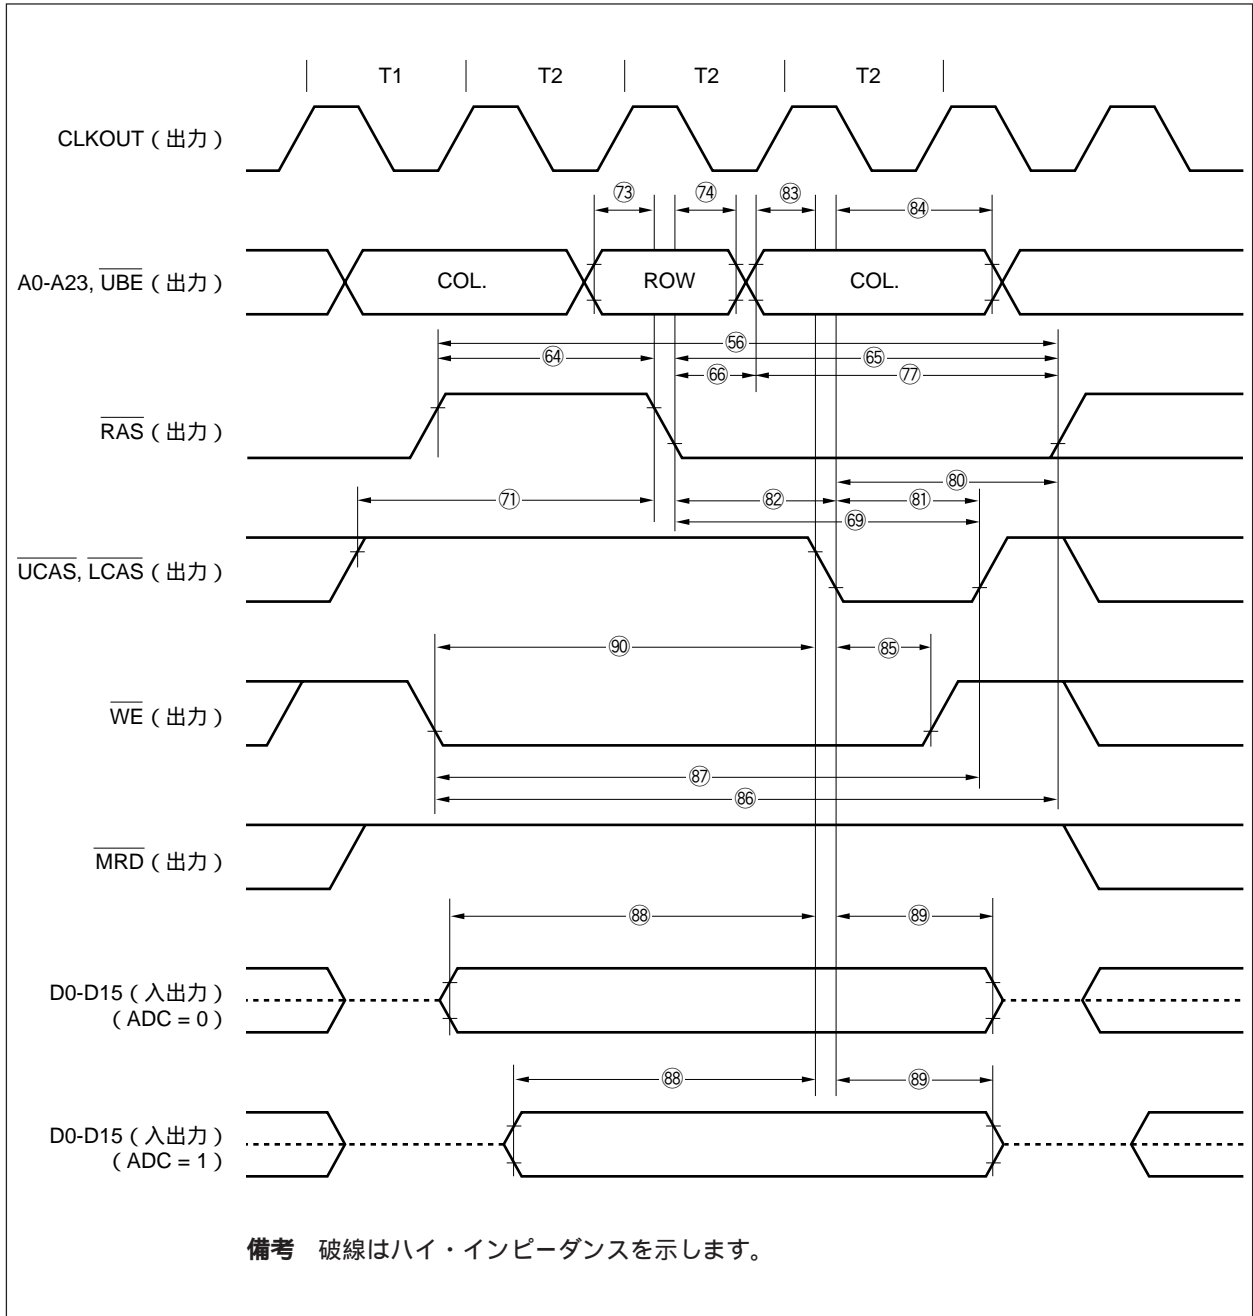 T1 T2 T2 T2
CLKOUT（出力）
㊼ 73 74 83 84
A0-A23, UBE（出力）
COL. ROW COL.
56
64 65
66 77
RAS（出力）
80
71 82 81
69
UCAS, LCAS（出力）
90 85
WE（出力）
87
86
MRD（出力）
88 89
D0-D15（入出力）
（ADC = 0）
88 89
D0-D15（入出力）
（ADC = 1）
備考 破線はハイ・インピーダンスを示します。